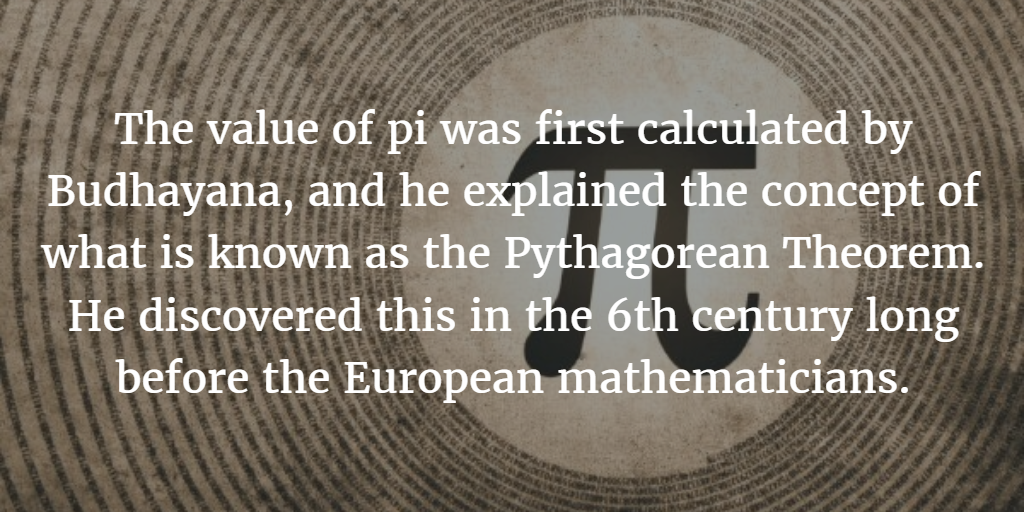 The value of pi was first calculated by
Budhayana, and he explained the concept of
what is known as the Pythagorean Theorem.
He discovered this in the 6th century long
before the European mathematicians.
π